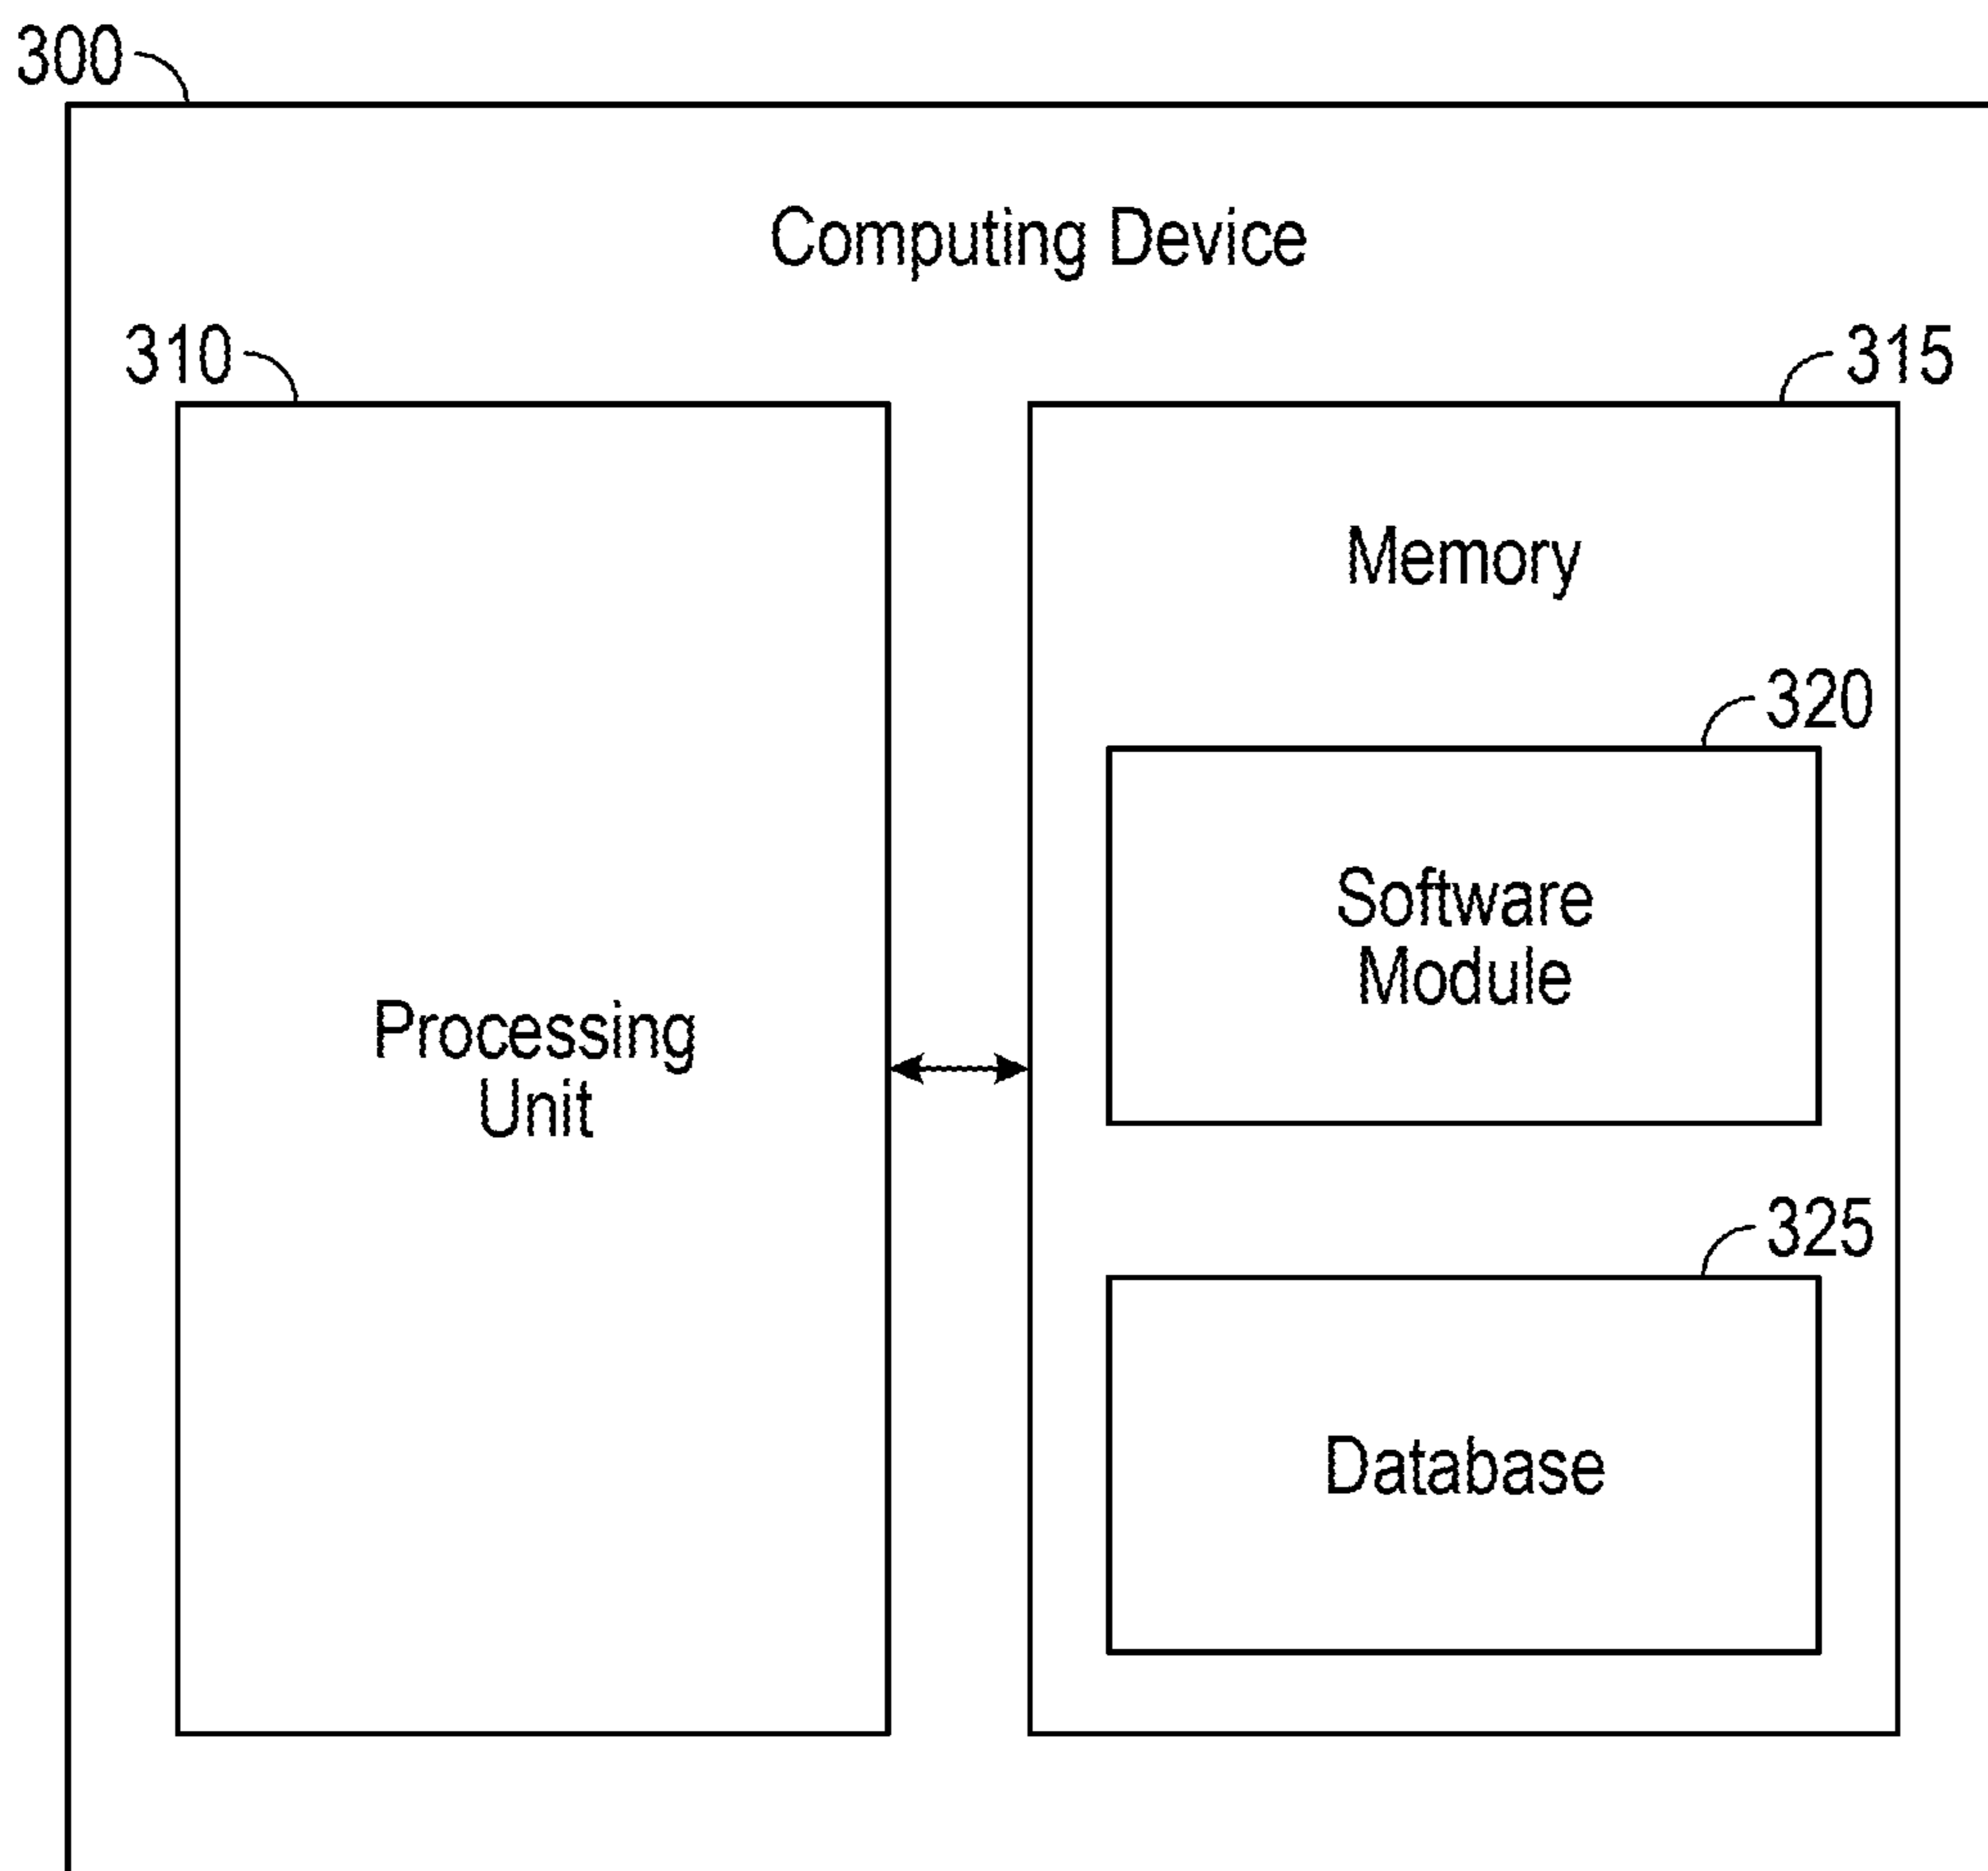 300
Computing Device
310
315
Memory
320
Software
Module
Processing
Unit
325
Database